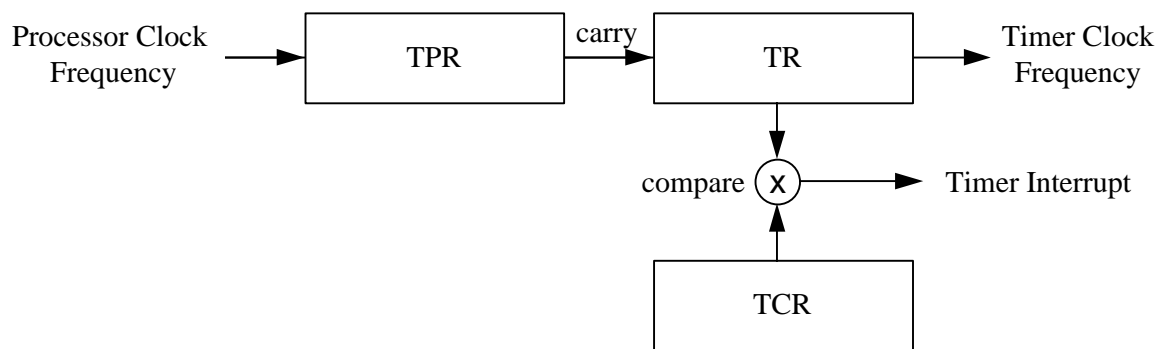 Processor Clock
Frequency
TPR
carry
TR
Timer Clock
Frequency
compare
X
Timer Interrupt
TCR